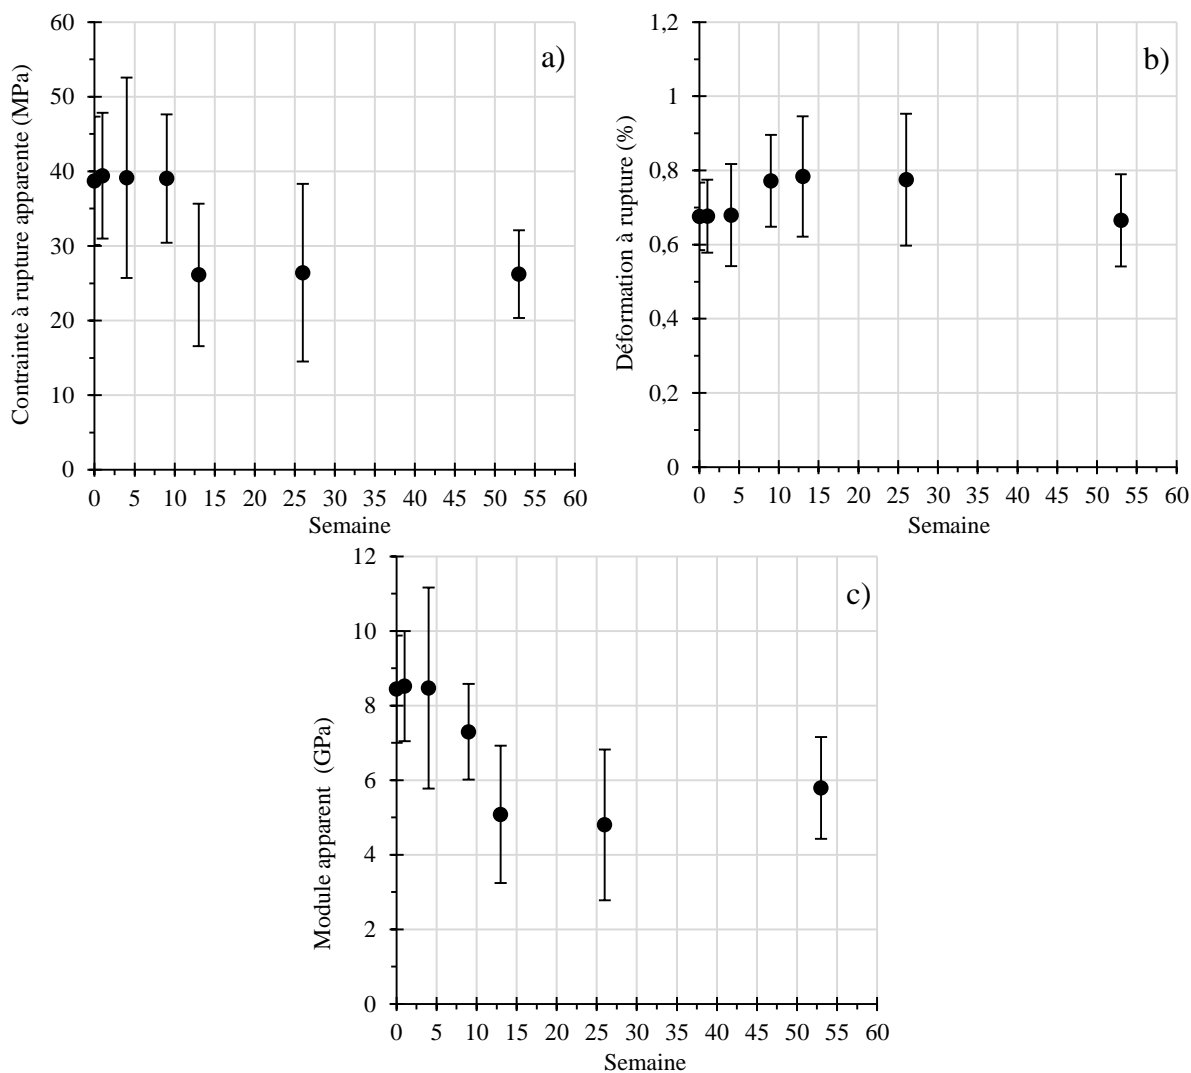 a)
Contrainte à rupture apparente (MPa)
60
50
40
30
20
10
0
0 5 10 15 20 25 30 35 40 45 50 55 60
Semaine
b)
Déformation à rupture (%)
1,2
1
0,8
0,6
0,4
0,2
0
0 5 10 15 20 25 30 35 40 45 50 55 60
Semaine
c)
Module apparent (GPa)
12
10
8
6
4
2
0
0 5 10 15 20 25 30 35 40 45 50 55 60
Semaine